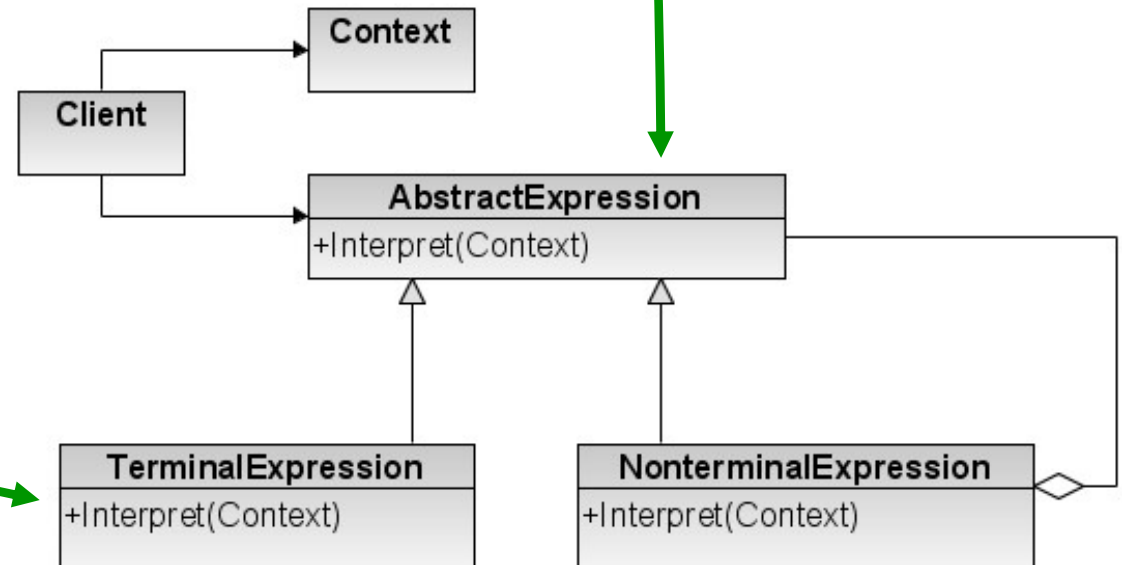 Context
Client
AbstractExpression
+Interpret(Context)
TerminalExpression
+Interpret(Context)
NonterminalExpression
+Interpret(Context)